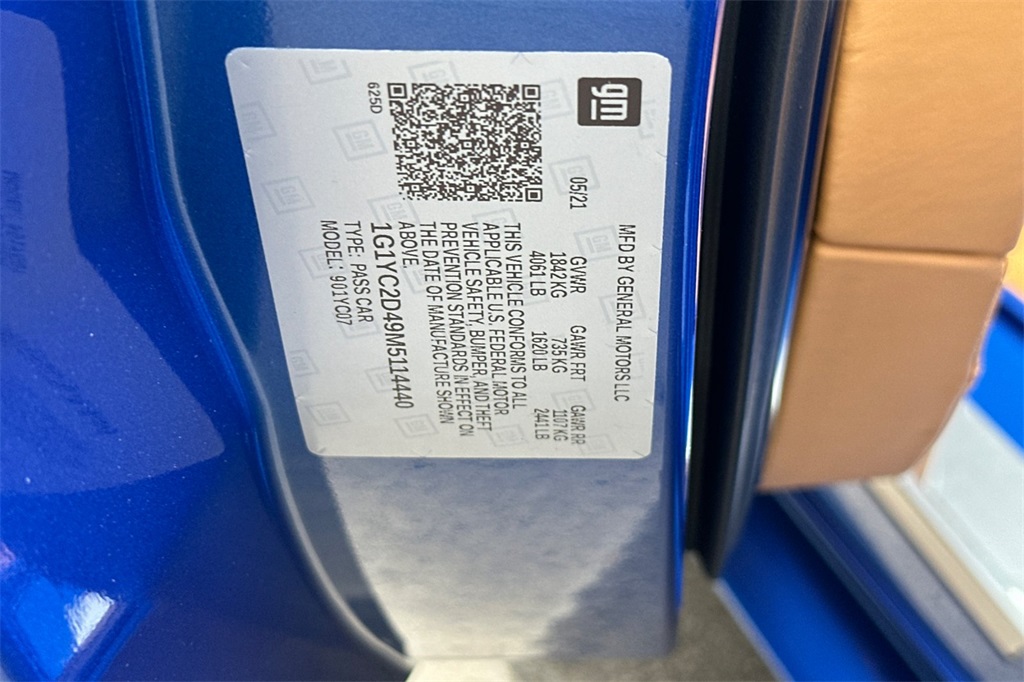 gm
05/21
625D
MFD BY GENERAL MOTORS LLC
GVWR GAWR FRT GAWR RR
1842 KG 735 KG 1107 KG
4061 LB 1620 LB 2441 LB
THIS VEHICLE CONFORMS TO ALL
APPLICABLE U.S. FEDERAL MOTOR
VEHICLE SAFETY, BUMPER, AND THEFT
PREVENTION STANDARDS IN EFFECT ON
THE DATE OF MANUFACTURE SHOWN
ABOVE.
1G1YC2D49M5114440
TYPE: PASS CAR
MODEL: 901YC07